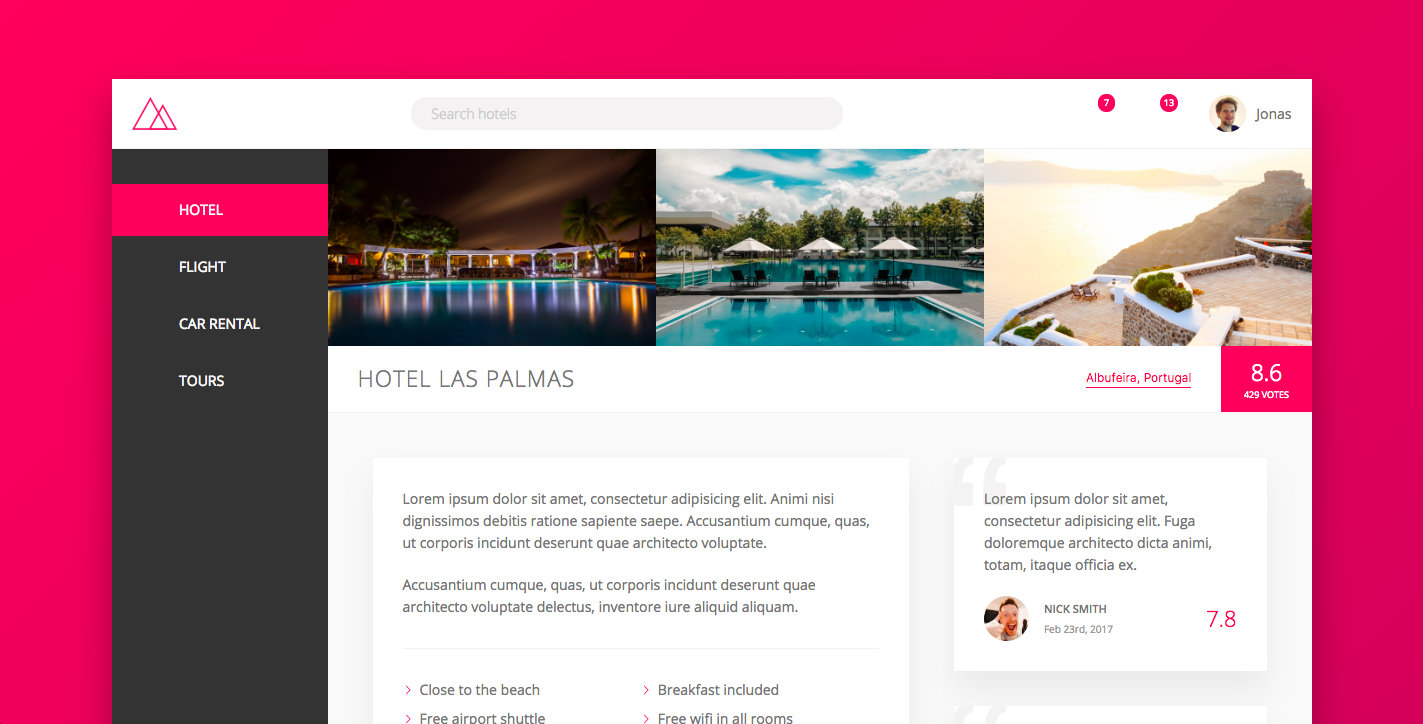 Search hotels
7
13
Jonas
HOTEL
FLIGHT
CAR RENTAL
TOURS
HOTEL LAS PALMAS
Albufeira, Portugal
8.6
429 VOTES
Lorem ipsum dolor sit amet, consectetur adipisicing elit. Animi nisi
dignissimos debitis ratione sapiente saepe. Accusantium cumque, quas,
ut corporis incidunt deserunt quae architecto voluptate.
Accusantium cumque, quas, ut corporis incidunt deserunt quae
architecto voluptate delectus, inventore iure aliquid aliquam.
Close to the beach
Breakfast included
Free airport shuttle
Free wifi in all rooms
“
Lorem ipsum dolor sit amet,
consectetur adipisicing elit. Fuga
doloremque architecto dicta animi,
totam, itaque officia ex.
NICK SMITH
Feb 23rd, 2017
7.8
“